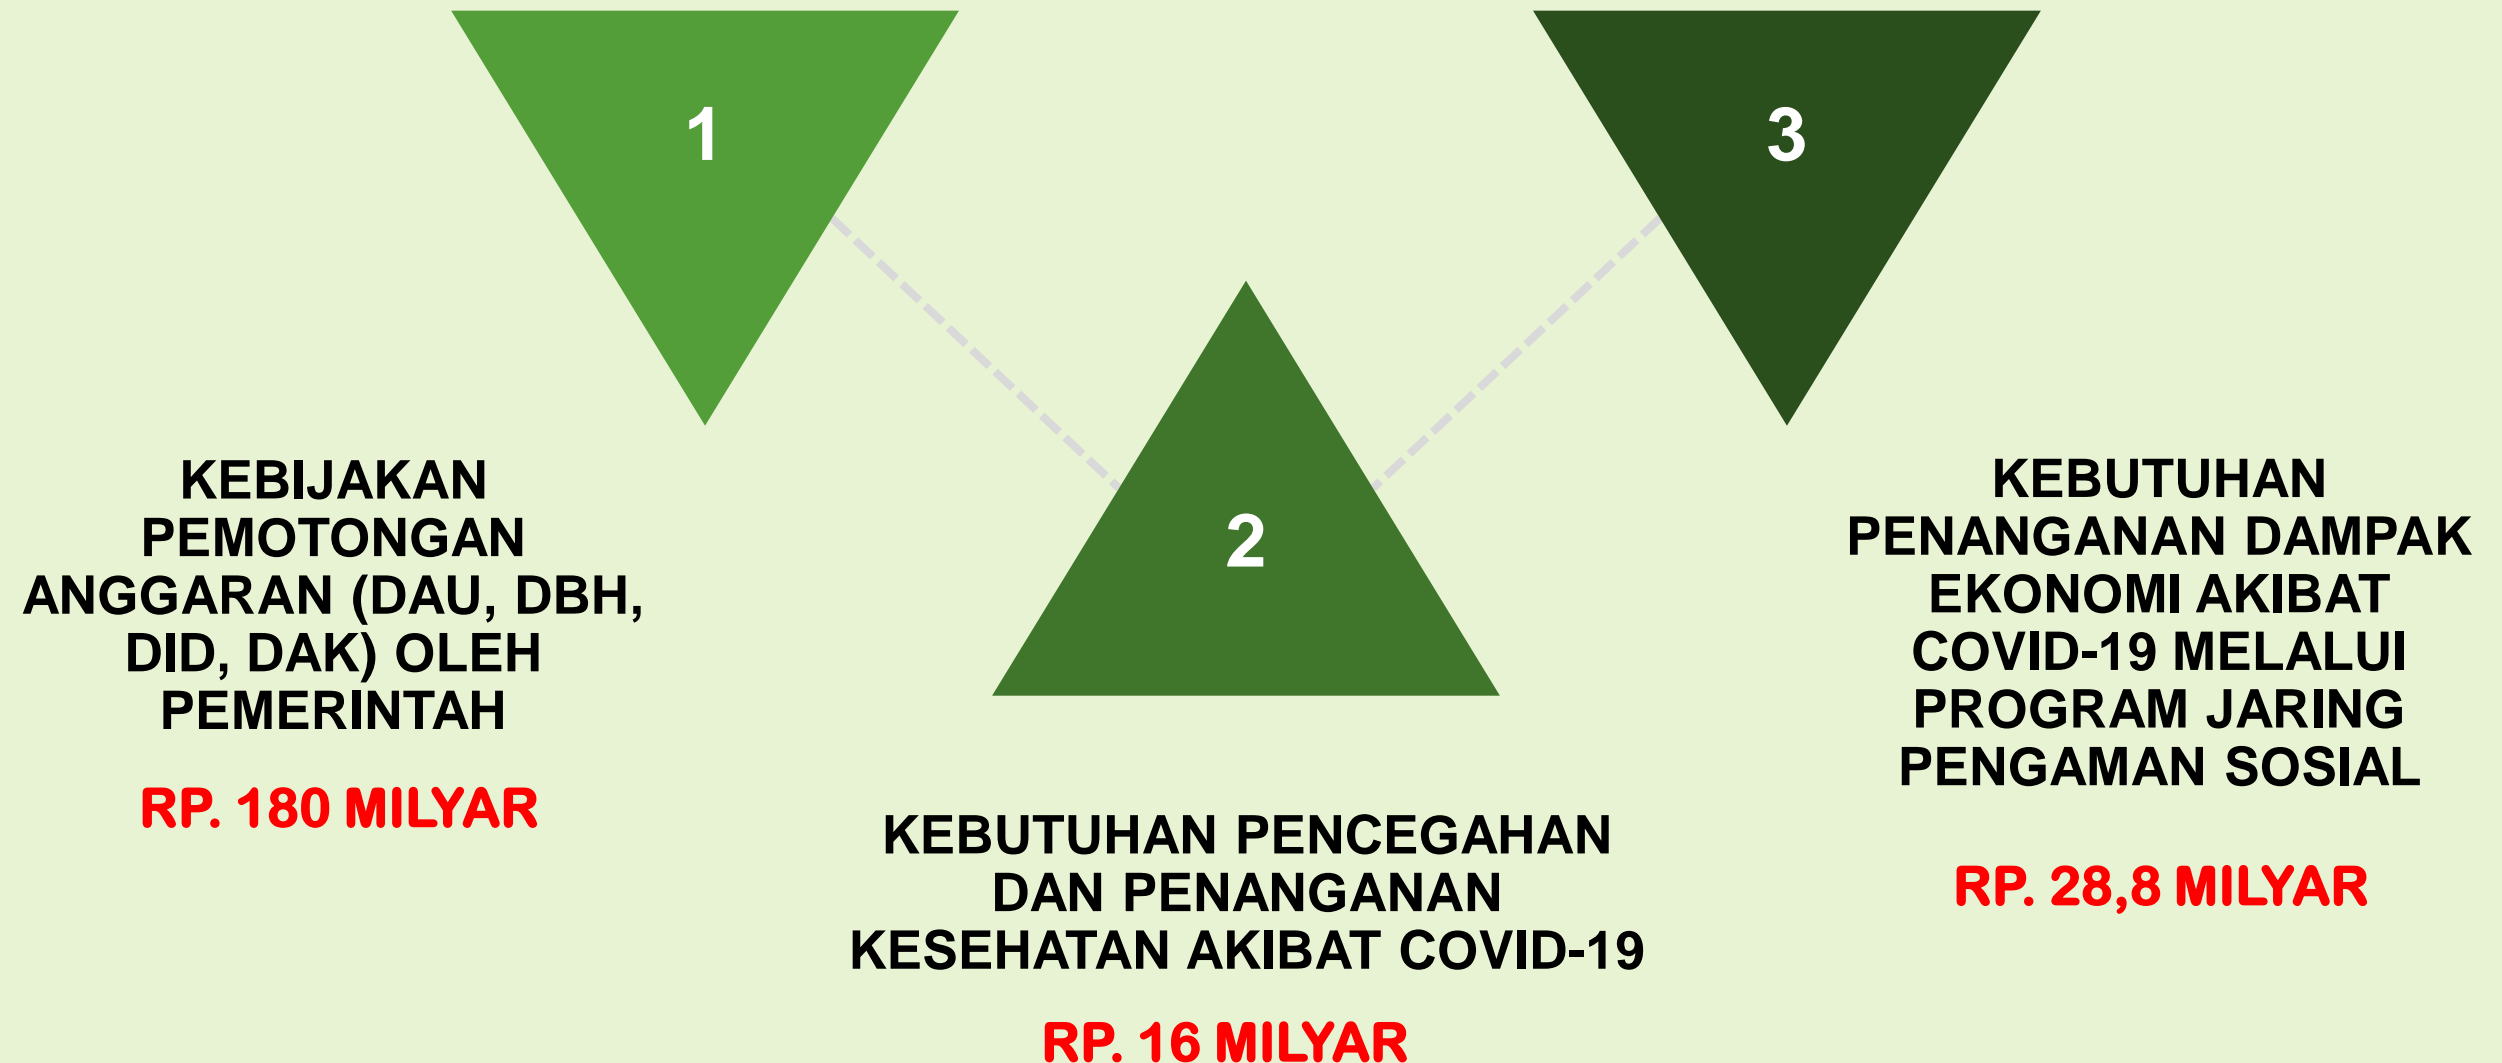 1
KEBIJAKAN
PEMOTONGAN
ANGGARAN (DAU, DBH,
DID, DAK) OLEH
PEMERINTAH
RP. 180 MILYAR
2
KEBUTUHAN PENCEGAHAN
DAN PENANGANAN
KESEHATAN AKIBAT COVID-19
RP. 16 MILYAR
3
KEBUTUHAN
PENANGANAN DAMPAK
EKONOMI AKIBAT
COVID-19 MELALUI
PROGRAM JARING
PENGAMAN SOSIAL
RP. 28,8 MILYAR